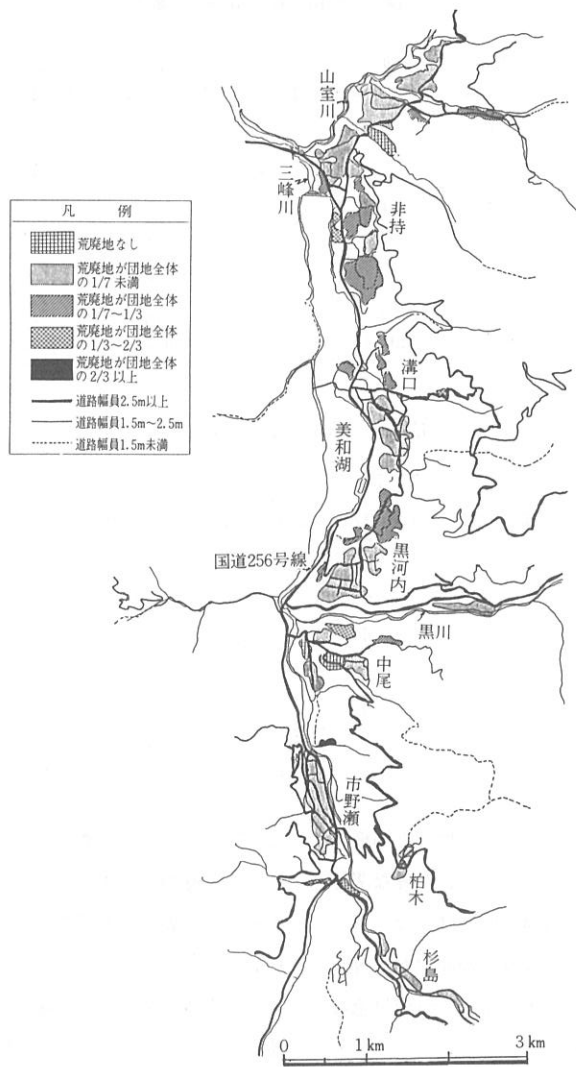 山室川
三峰川
非持
凡 例
荒廃地なし
荒廃地が団地全体
の1/7 未満
荒廃地が団地全体
の1/7~1/3
荒廃地が団地全体
の1/3~2/3
荒廃地が団地全体
の2/3 以上
道路幅員2.5m以上
道路幅員1.5m~2.5m
道路幅員1.5m未満
溝口
美和湖
黒河内
国道256号線
黒川
中尾
市野瀬
柏木
杉島
0 1km 3km